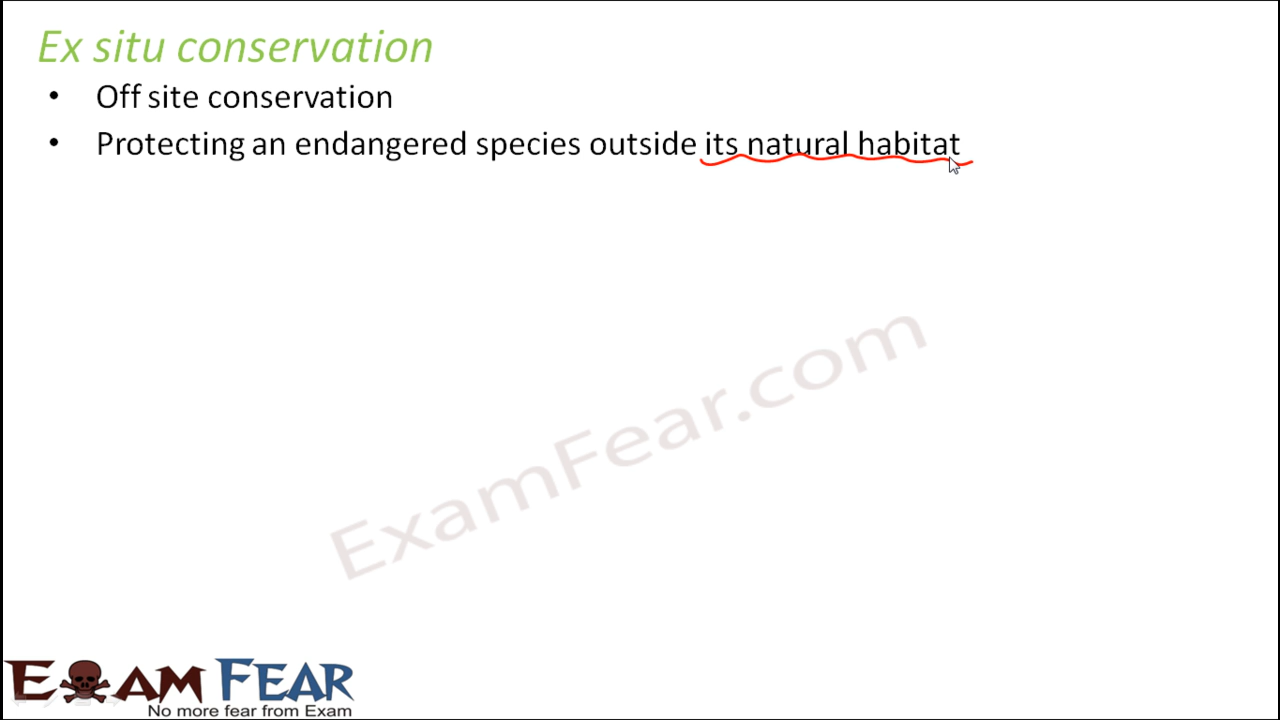 Ex situ conservation
• Off site conservation
• Protecting an endangered species outside its natural habitat
ExamFear.com
EXAM FEAR
No more fear from Exam